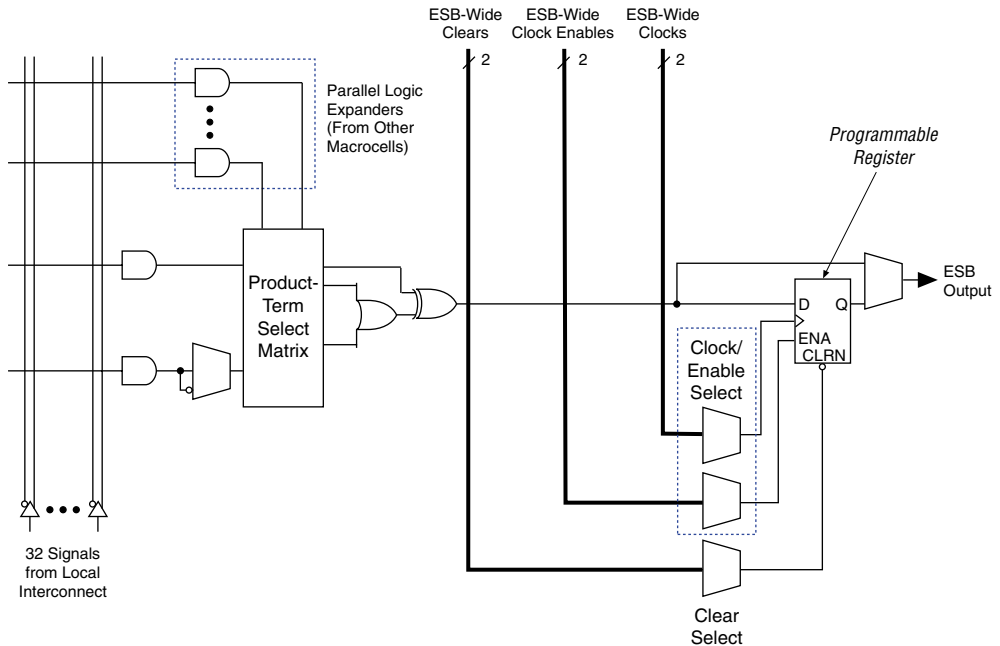 ESB-Wide
Clears
ESB-Wide
Clock Enables
ESB-Wide
Clocks
2
2
2
Parallel Logic
Expanders
(From Other
Macrocells)
Programmable
Register
Product-
Term
Select
Matrix
D
Q
ENA
CLRN
ESB
Output
Clock/
Enable
Select
32 Signals
from Local
Interconnect
Clear
Select